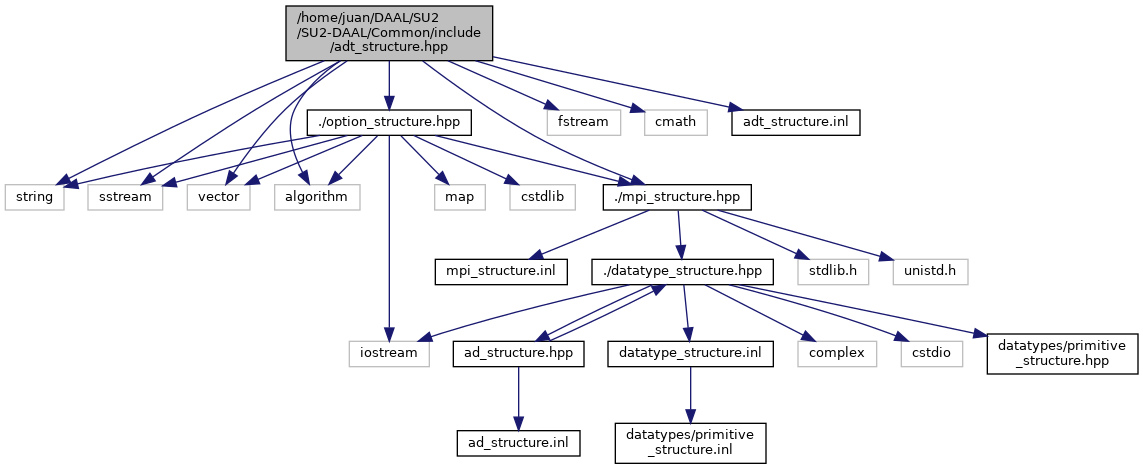 /home/juan/DAAL/SU2
/SU2-DAAL/Common/include
/adt_structure.hpp
./option_structure.hpp
fstream
cmath
adt_structure.inl
string
sstream
vector
algorithm
map
cstdlib
./mpi_structure.hpp
mpi_structure.inl
./datatype_structure.hpp
stdlib.h
unistd.h
iostream
ad_structure.hpp
datatype_structure.inl
complex
cstdio
datatypes/primitive
_structure.hpp
ad_structure.inl
datatypes/primitive
_structure.inl